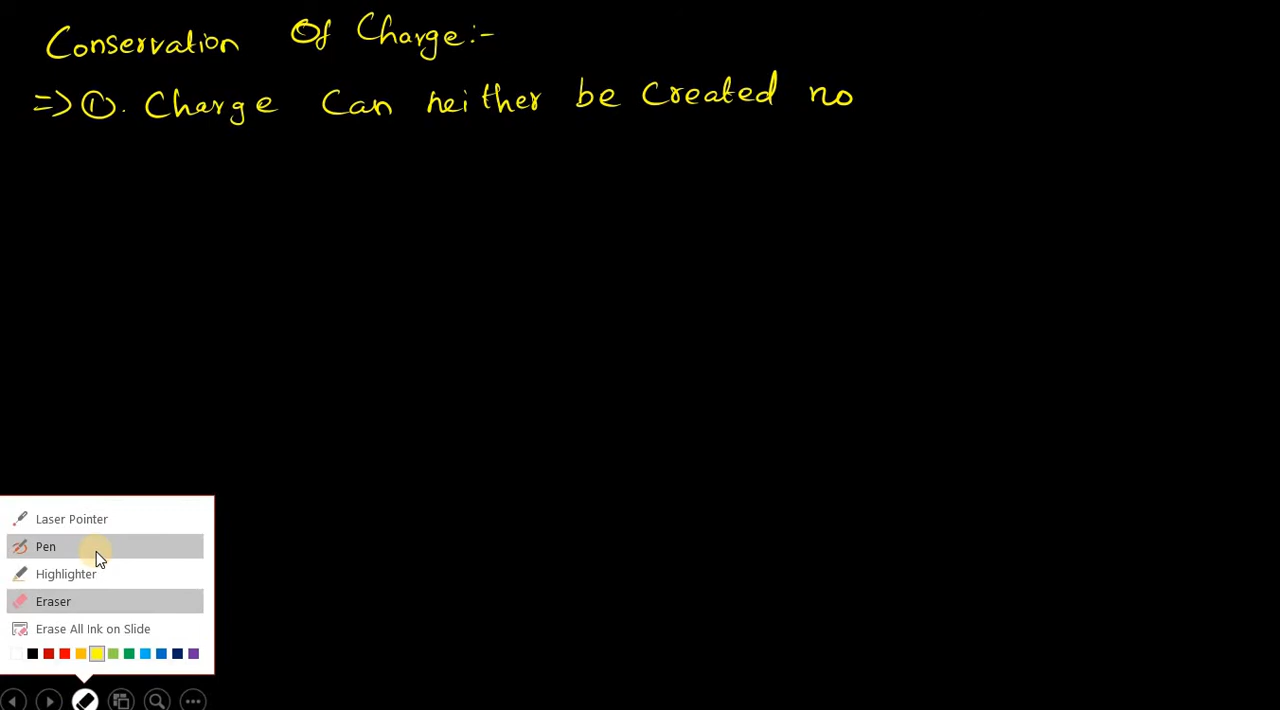 Conservation Of Charge:-
=> ①. Charge Can neither be Created no
Laser Pointer
Pen
Highlighter
Eraser
Erase All Ink on Slide